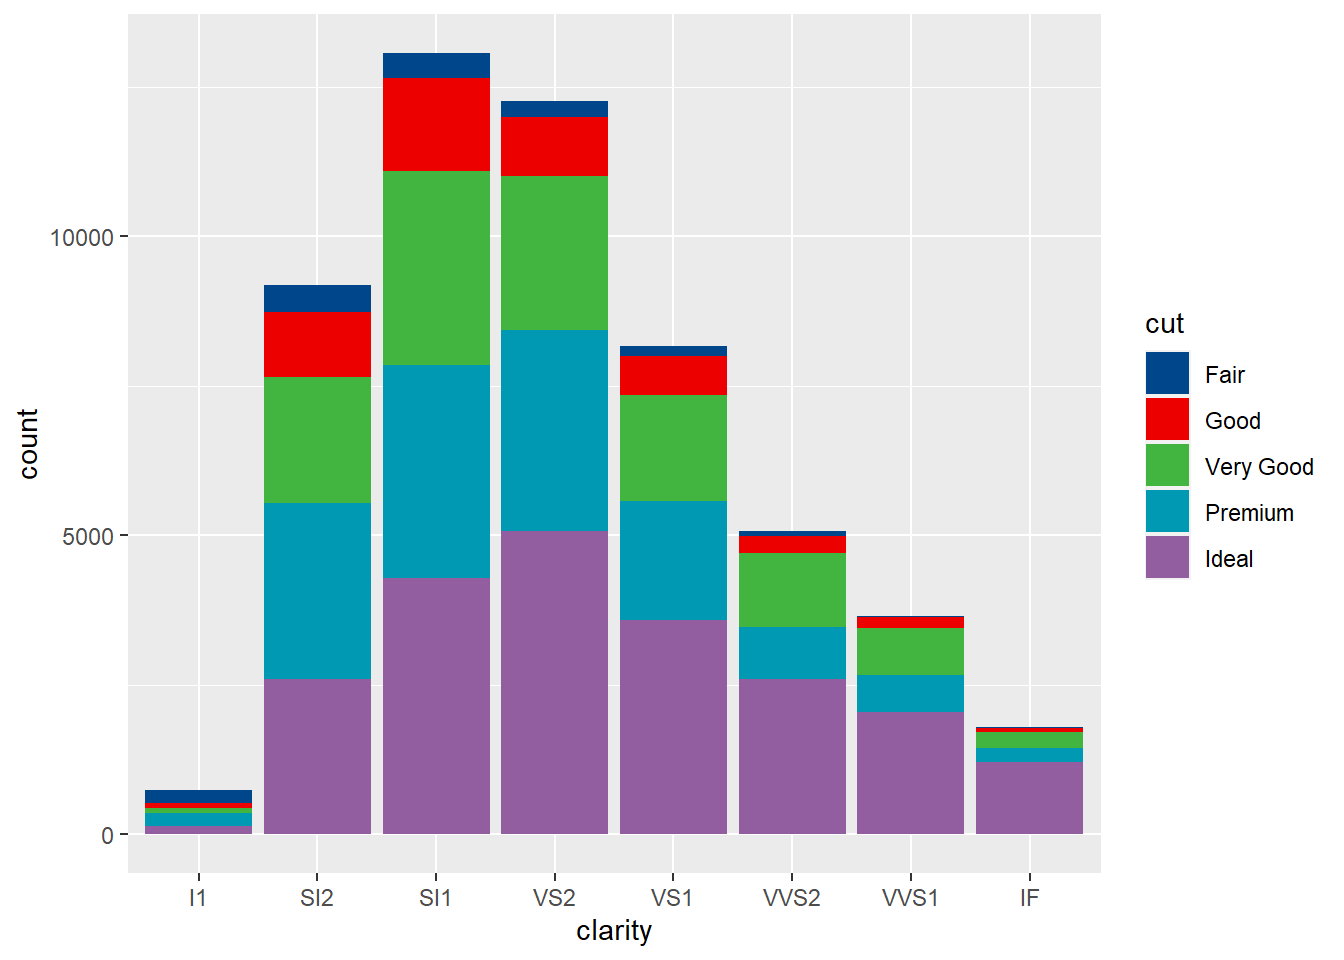 10000
5000
0
count
I1 SI2 SI1 VS2 VS1 VVS2 VVS1 IF
clarity
cut
Fair
Good
Very Good
Premium
Ideal